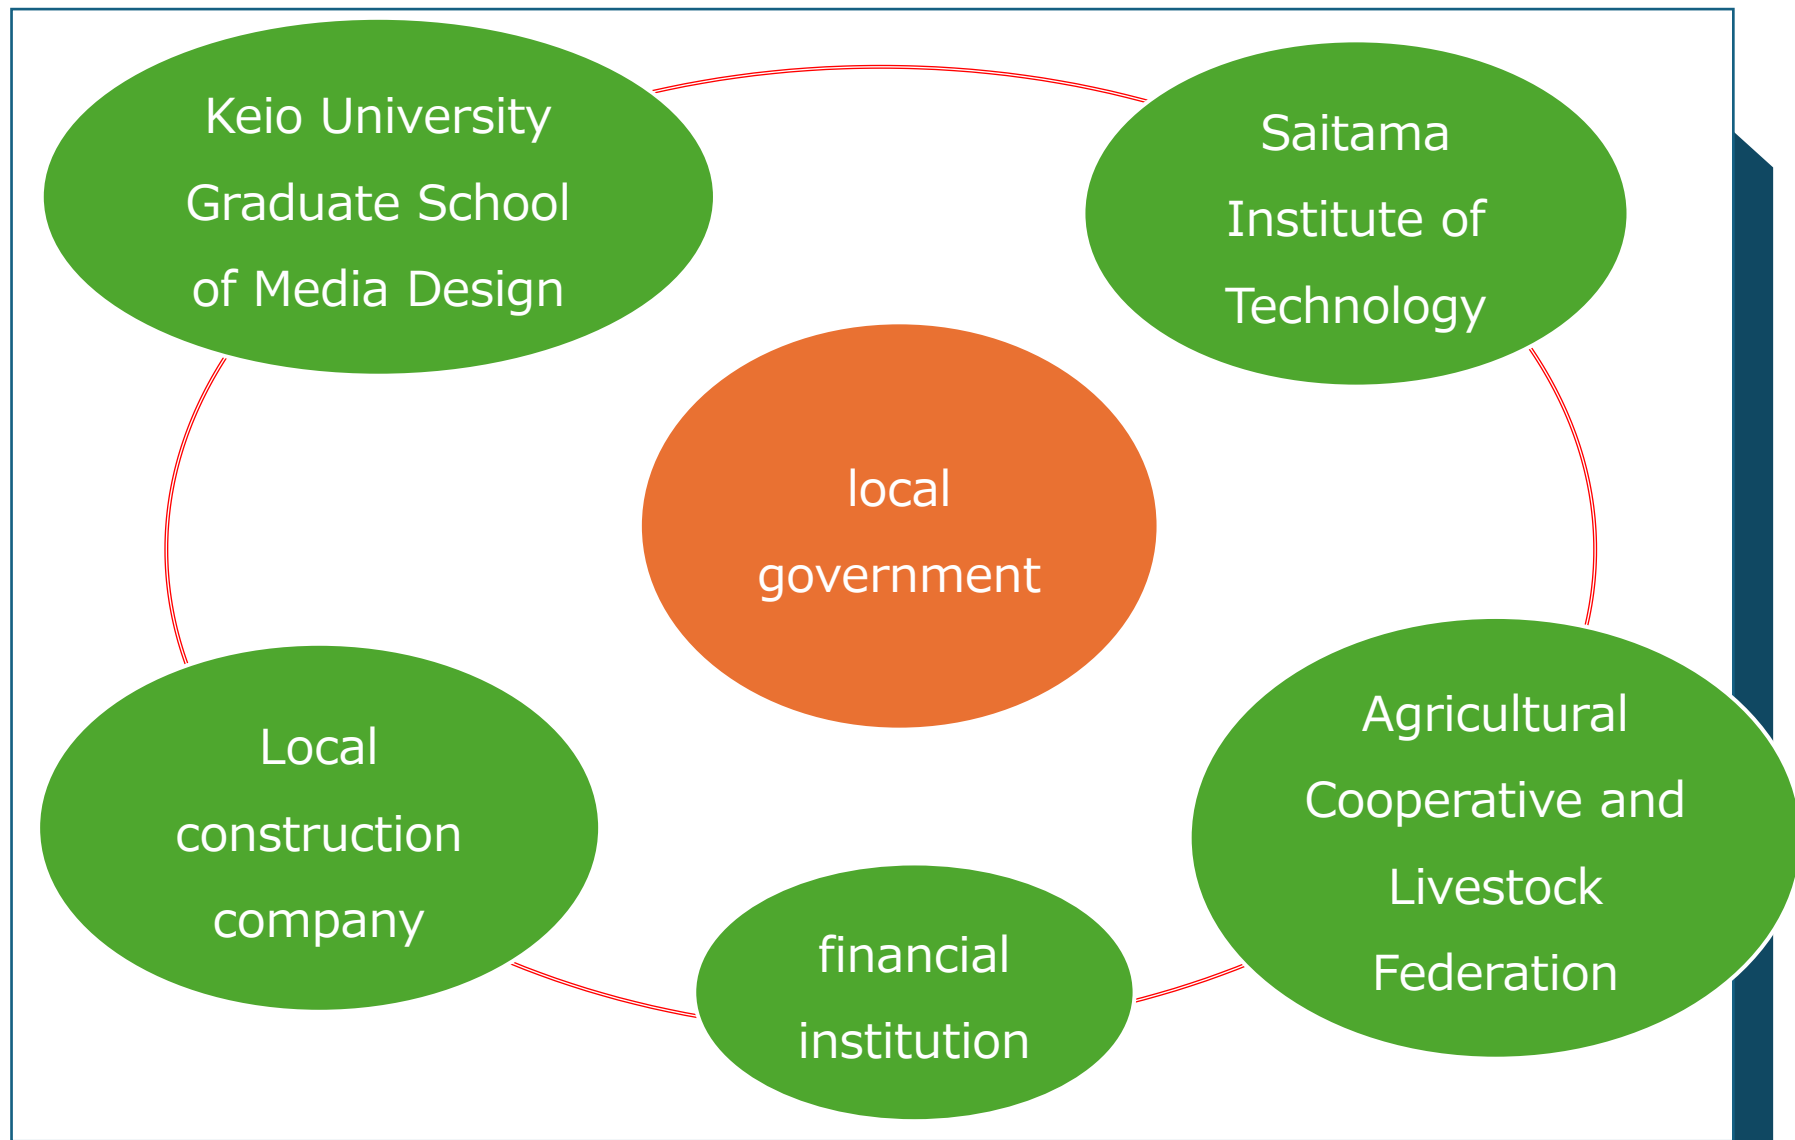 Keio University
Graduate School
of Media Design
Saitama
Institute of
Technology
local
government
Local
construction
company
financial
institution
Agricultural
Cooperative and
Livestock
Federation